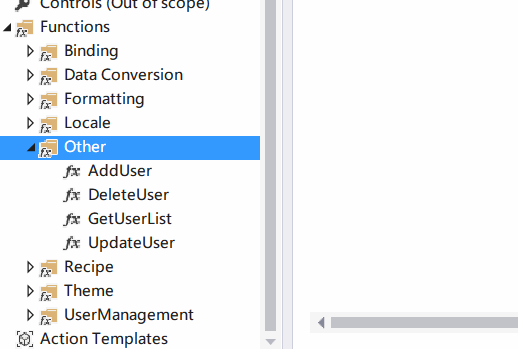 Controls (Out of scope)
Functions
Binding
Data Conversion
Formatting
Locale
Other
AddUser
DeleteUser
GetUserList
UpdateUser
Recipe
Theme
UserManagement
Action Templates